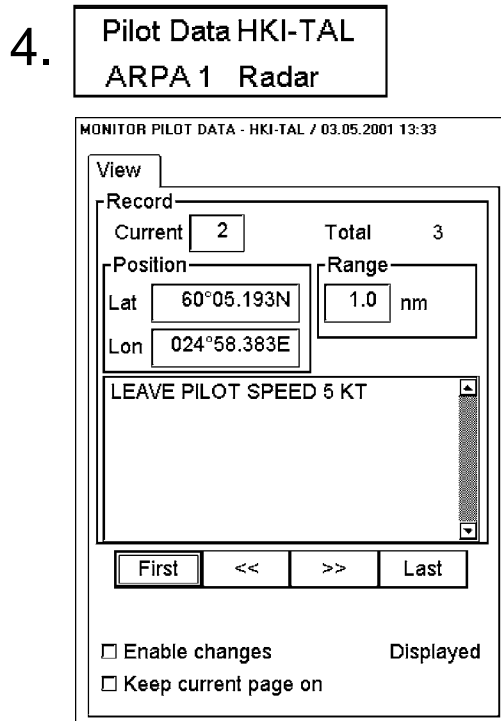 4.
Pilot Data HKI-TAL
ARPA 1 Radar
MONITOR PILOT DATA - HKI-TAL / 03.05.2001 13:33
View
Record
Current 2 Total 3
Position Range
Lat 60°05.193N 1.0 nm
Lon 024°58.383E
LEAVE PILOT SPEED 5 KT
First << >> Last
Enable changes Displayed
Keep current page on